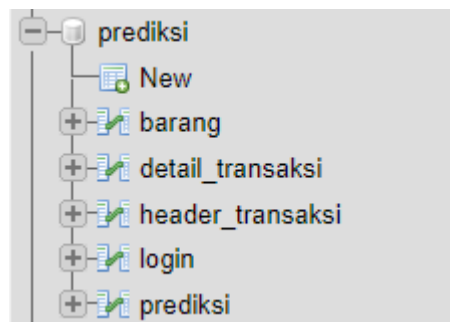 prediksi
New
barang
detail_transaksi
header_transaksi
login
prediksi